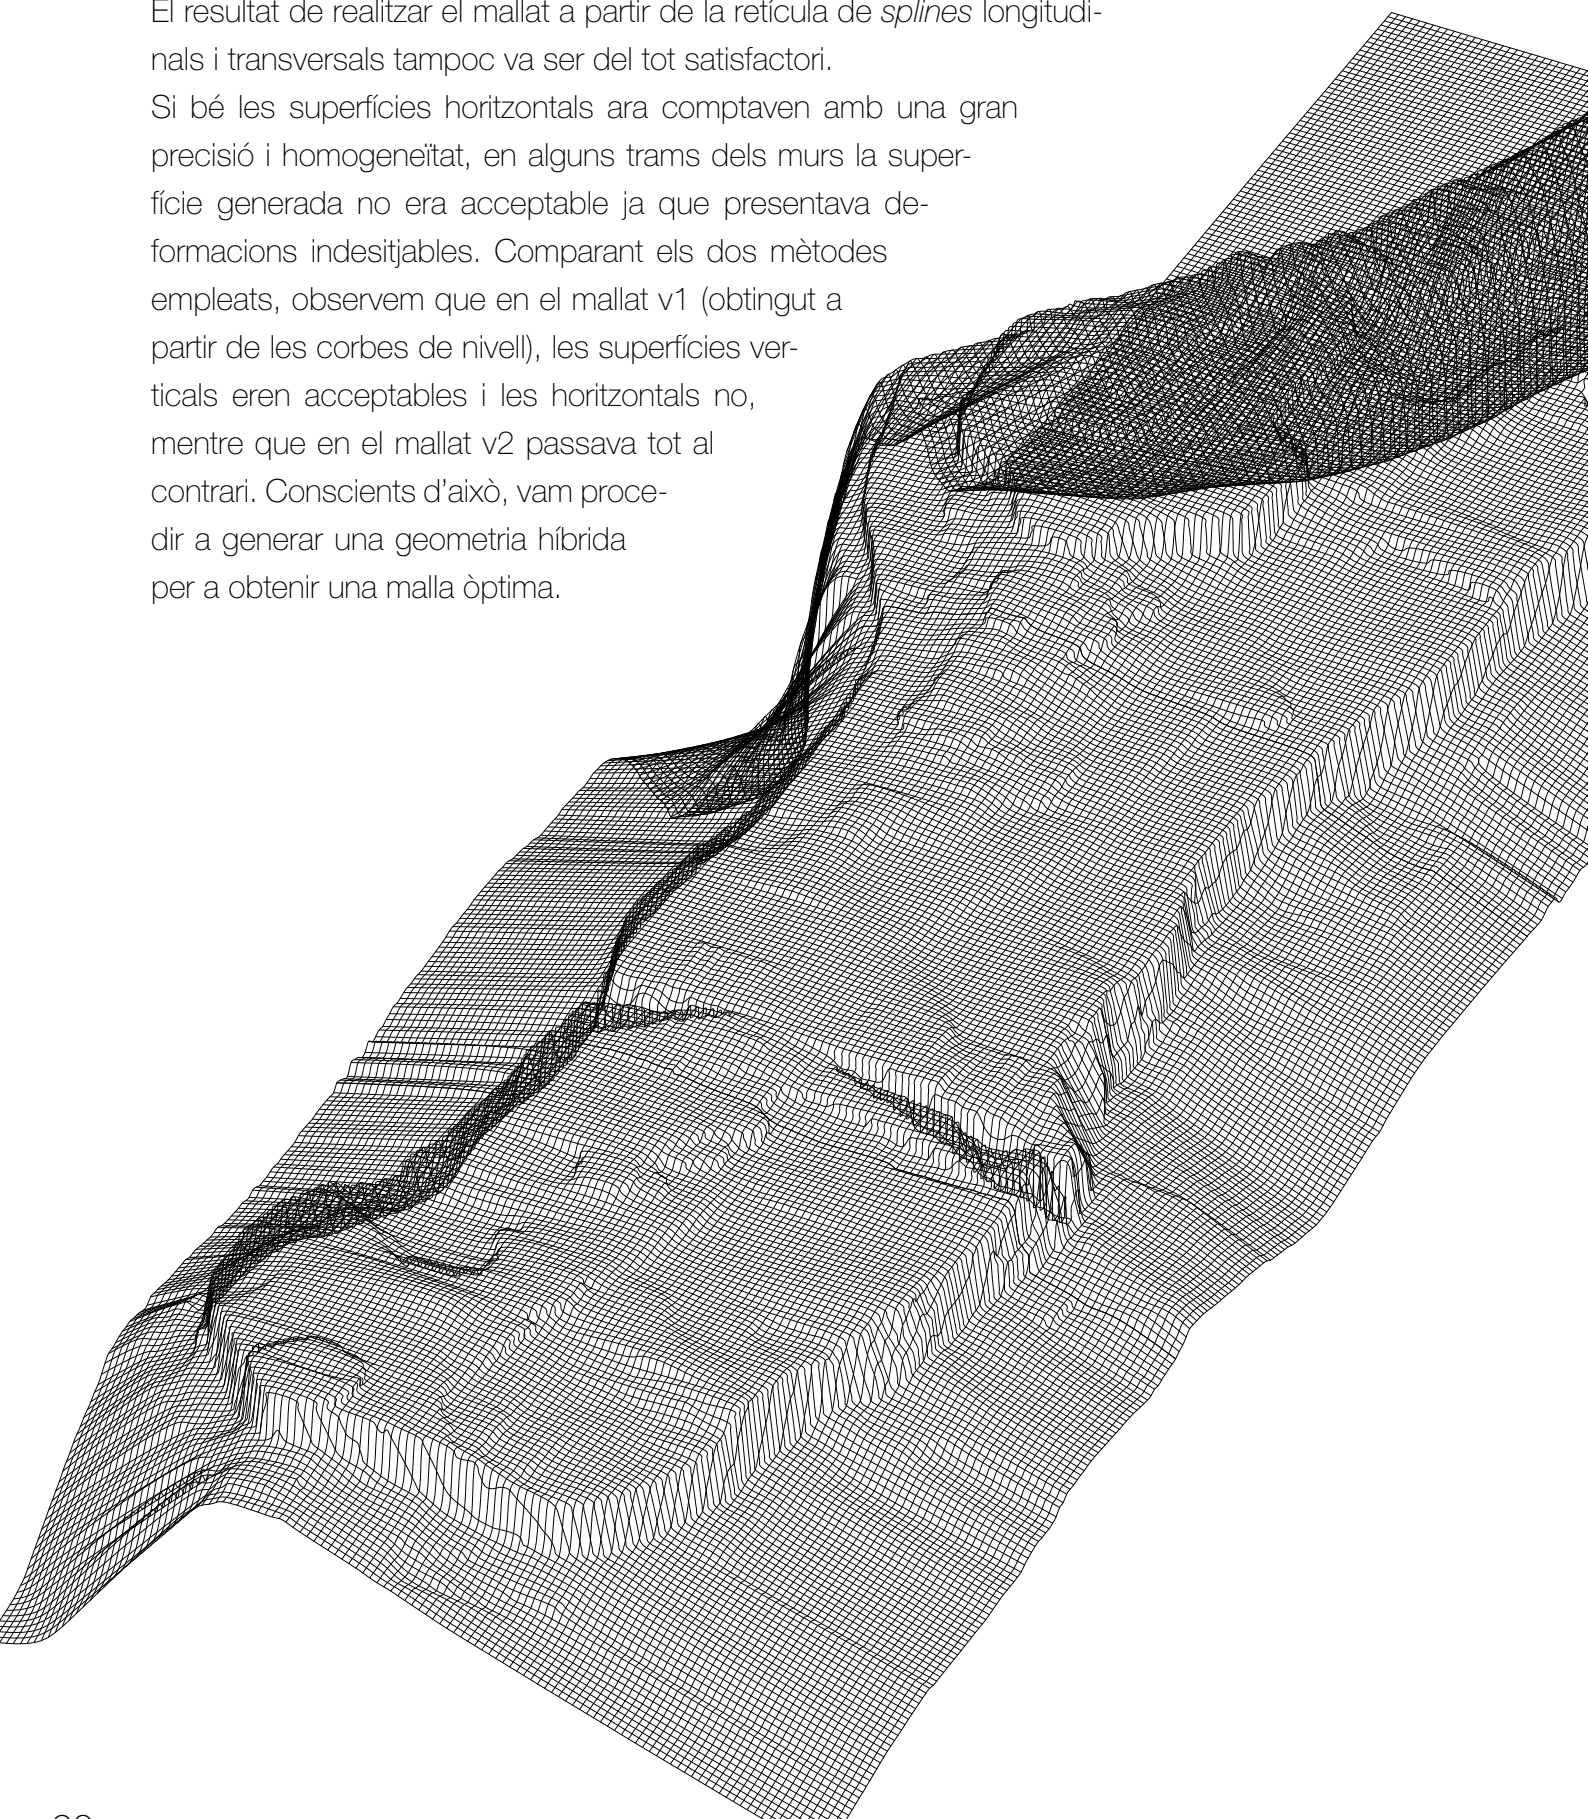 El resultat de realitzar el mallat a partir de la retícula de splines longitudi-
nals i transversals tampoc va ser del tot satisfactori.
Si bé les superfícies horitzontals ara comptaven amb una gran
precisió i homogeneïtat, en alguns trams dels murs la super-
fície generada no era acceptable ja que presentava de-
formacions indesitjables. Comparant els dos mètodes
empleats, observem que en el mallat v1 (obtingut a
partir de les corbes de nivell), les superfícies ver-
ticals eren acceptables i les horitzontals no,
mentre que en el mallat v2 passava tot al
contrari. Conscients d’això, vam proce-
dir a generar una geometria híbrida
per a obtenir una malla òptima.